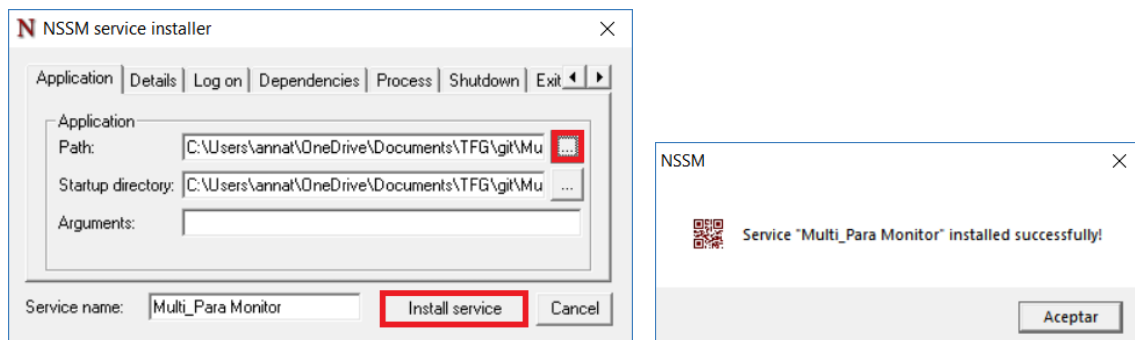 NSSM service installer
Application Details Log on Dependencies Process Shutdown Exit
Application
Path: C:\Users\annat\OneDrive\Documents\TFG\git\Mu ...
Startup directory: C:\Users\annat\OneDrive\Documents\TFG\git\Mu ...
Arguments:
Service name: Multi_Para Monitor Install service Cancel
NSSM
Service "Multi_Para Monitor" installed successfully!
Aceptar